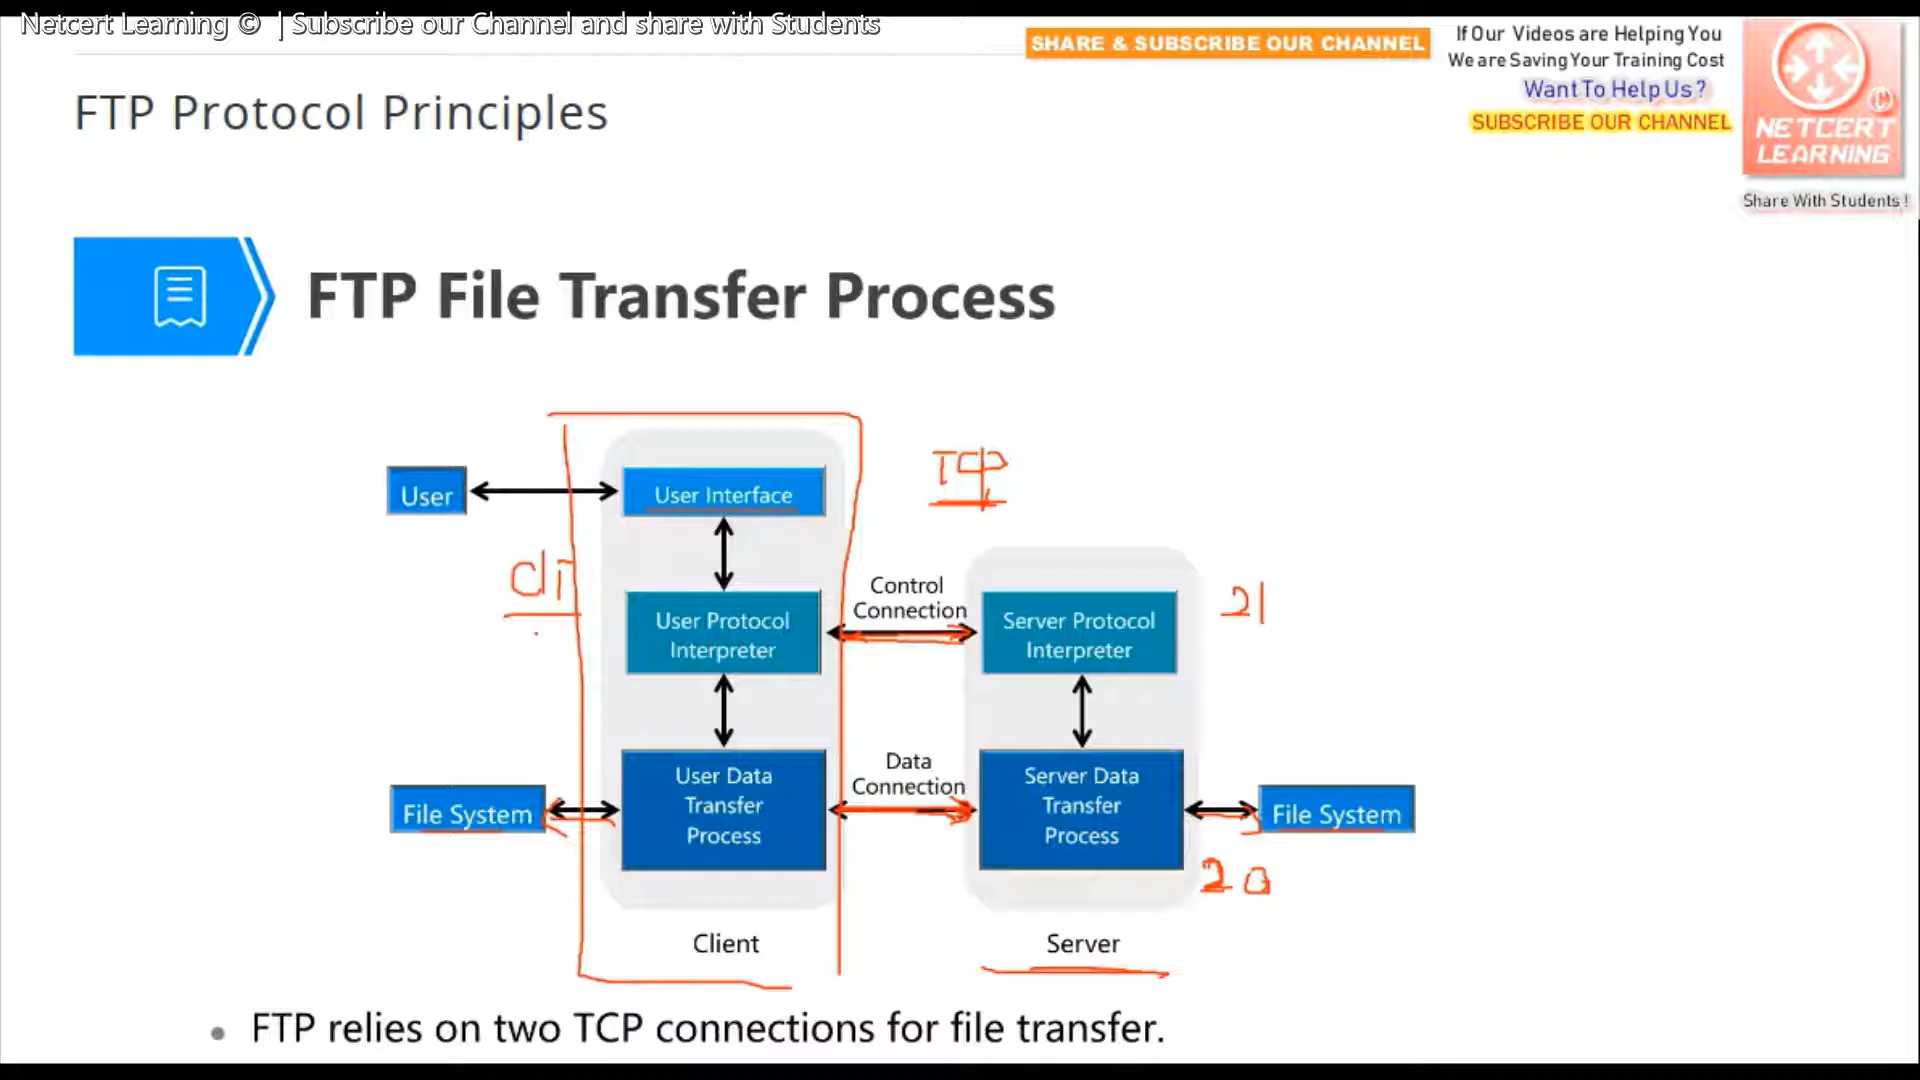 Netcert Learning © | Subscribe our Channel and share with Students
SHARE & SUBSCRIBE OUR CHANNEL
If Our Videos are Helping You
We are Saving Your Training Cost
Want To Help Us ?
SUBSCRIBE OUR CHANNEL
©
NETCERT
LEARNING
Share With Students !
FTP Protocol Principles
FTP File Transfer Process
TCP
User
User Interface
Cli
Control
Connection
User Protocol
Interpreter
Server Protocol
Interpreter
21
Data
Connection
User Data
Transfer
Process
Server Data
Transfer
Process
File System
File System
20
Client
Server
• FTP relies on two TCP connections for file transfer.